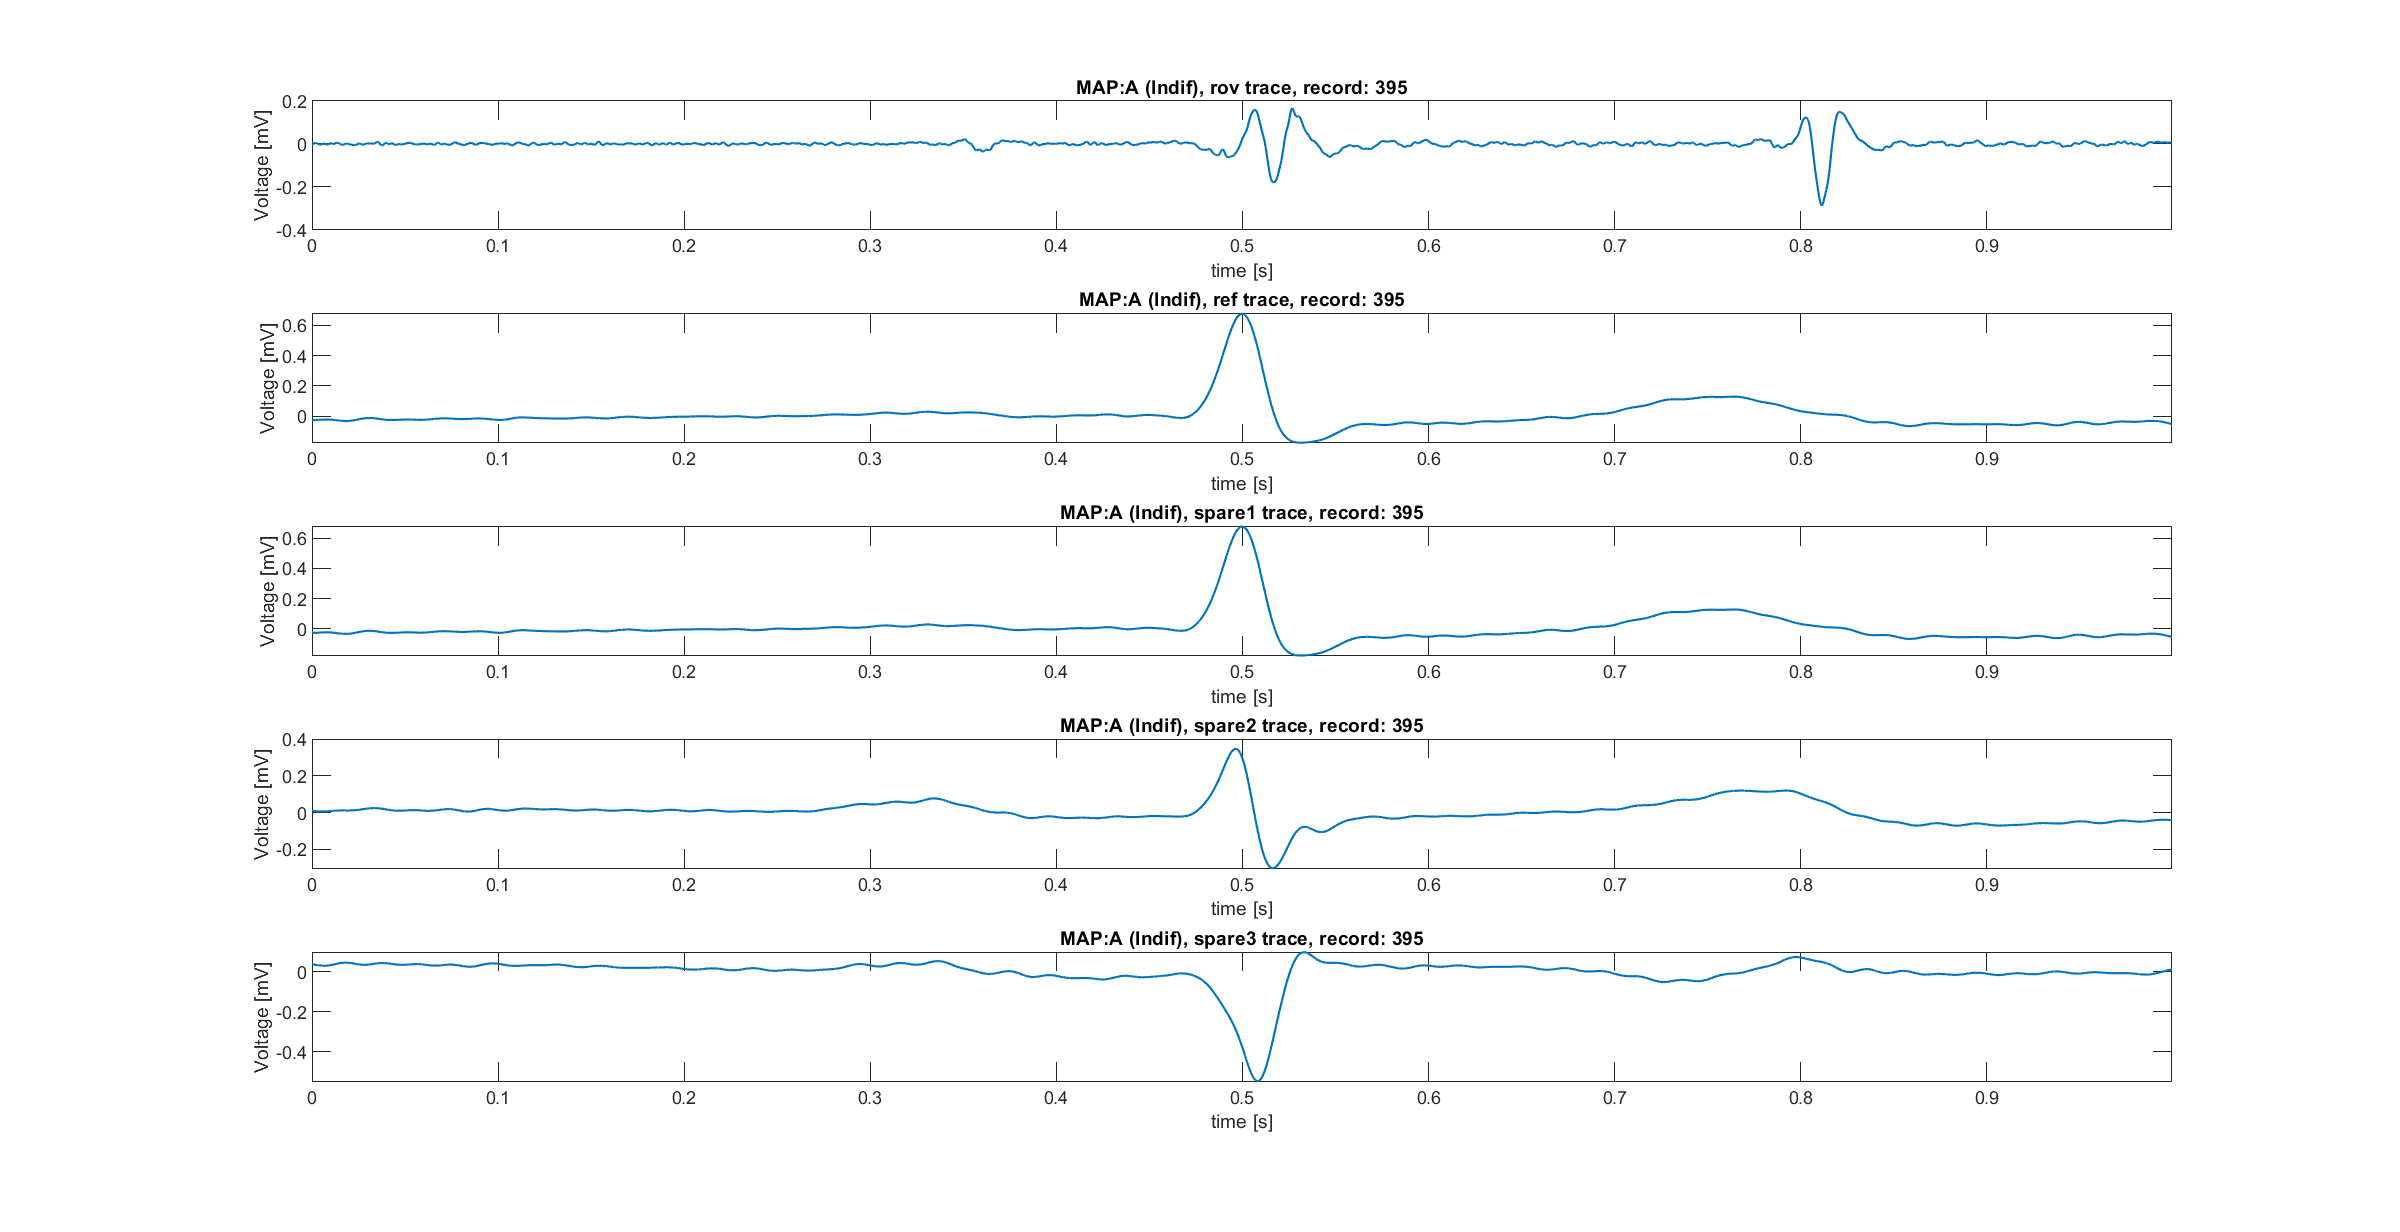 MAP:A (Indif), rov trace, record: 395
Voltage [mV]
0.2
0
-0.2
-0.4
0 0.1 0.2 0.3 0.4 0.5 0.6 0.7 0.8 0.9
time [s]
MAP:A (Indif), ref trace, record: 395
Voltage [mV]
0.6
0.4
0.2
0
0 0.1 0.2 0.3 0.4 0.5 0.6 0.7 0.8 0.9
time [s]
MAP:A (Indif), spare1 trace, record: 395
Voltage [mV]
0.6
0.4
0.2
0
0 0.1 0.2 0.3 0.4 0.5 0.6 0.7 0.8 0.9
time [s]
MAP:A (Indif), spare2 trace, record: 395
Voltage [mV]
0.4
0.2
0
-0.2
0 0.1 0.2 0.3 0.4 0.5 0.6 0.7 0.8 0.9
time [s]
MAP:A (Indif), spare3 trace, record: 395
Voltage [mV]
0
-0.2
-0.4
0 0.1 0.2 0.3 0.4 0.5 0.6 0.7 0.8 0.9
time [s]